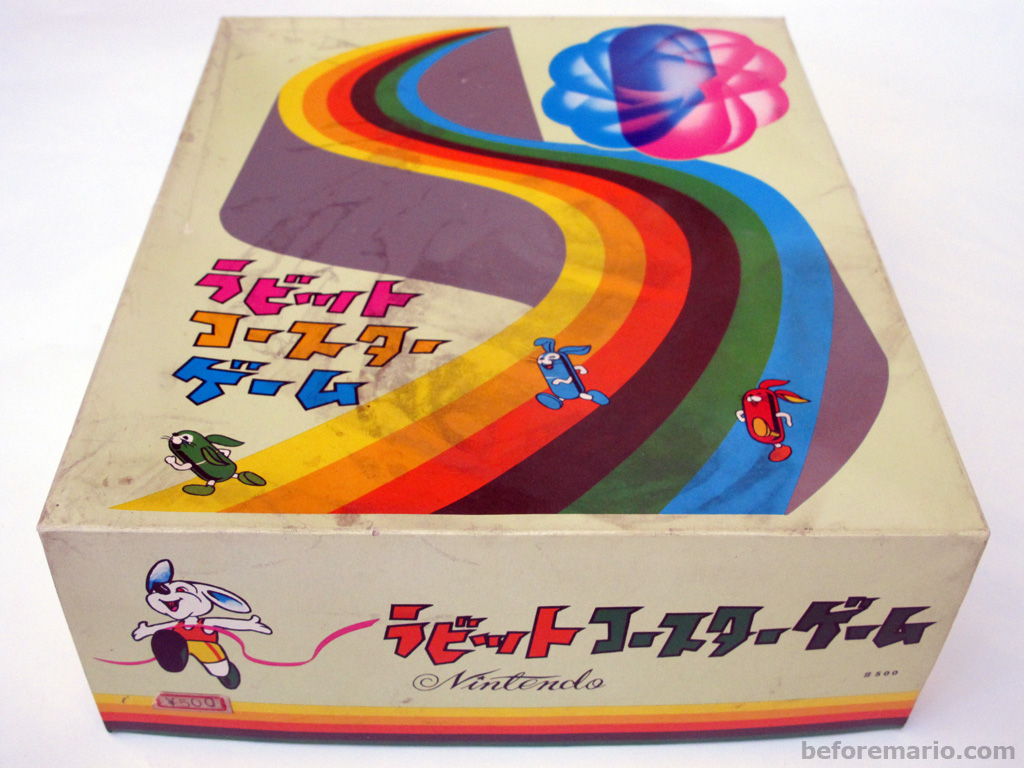 ラビット
コースター
ゲーム
ラビットコースターゲーム
Nintendo
¥500
beforemario.com